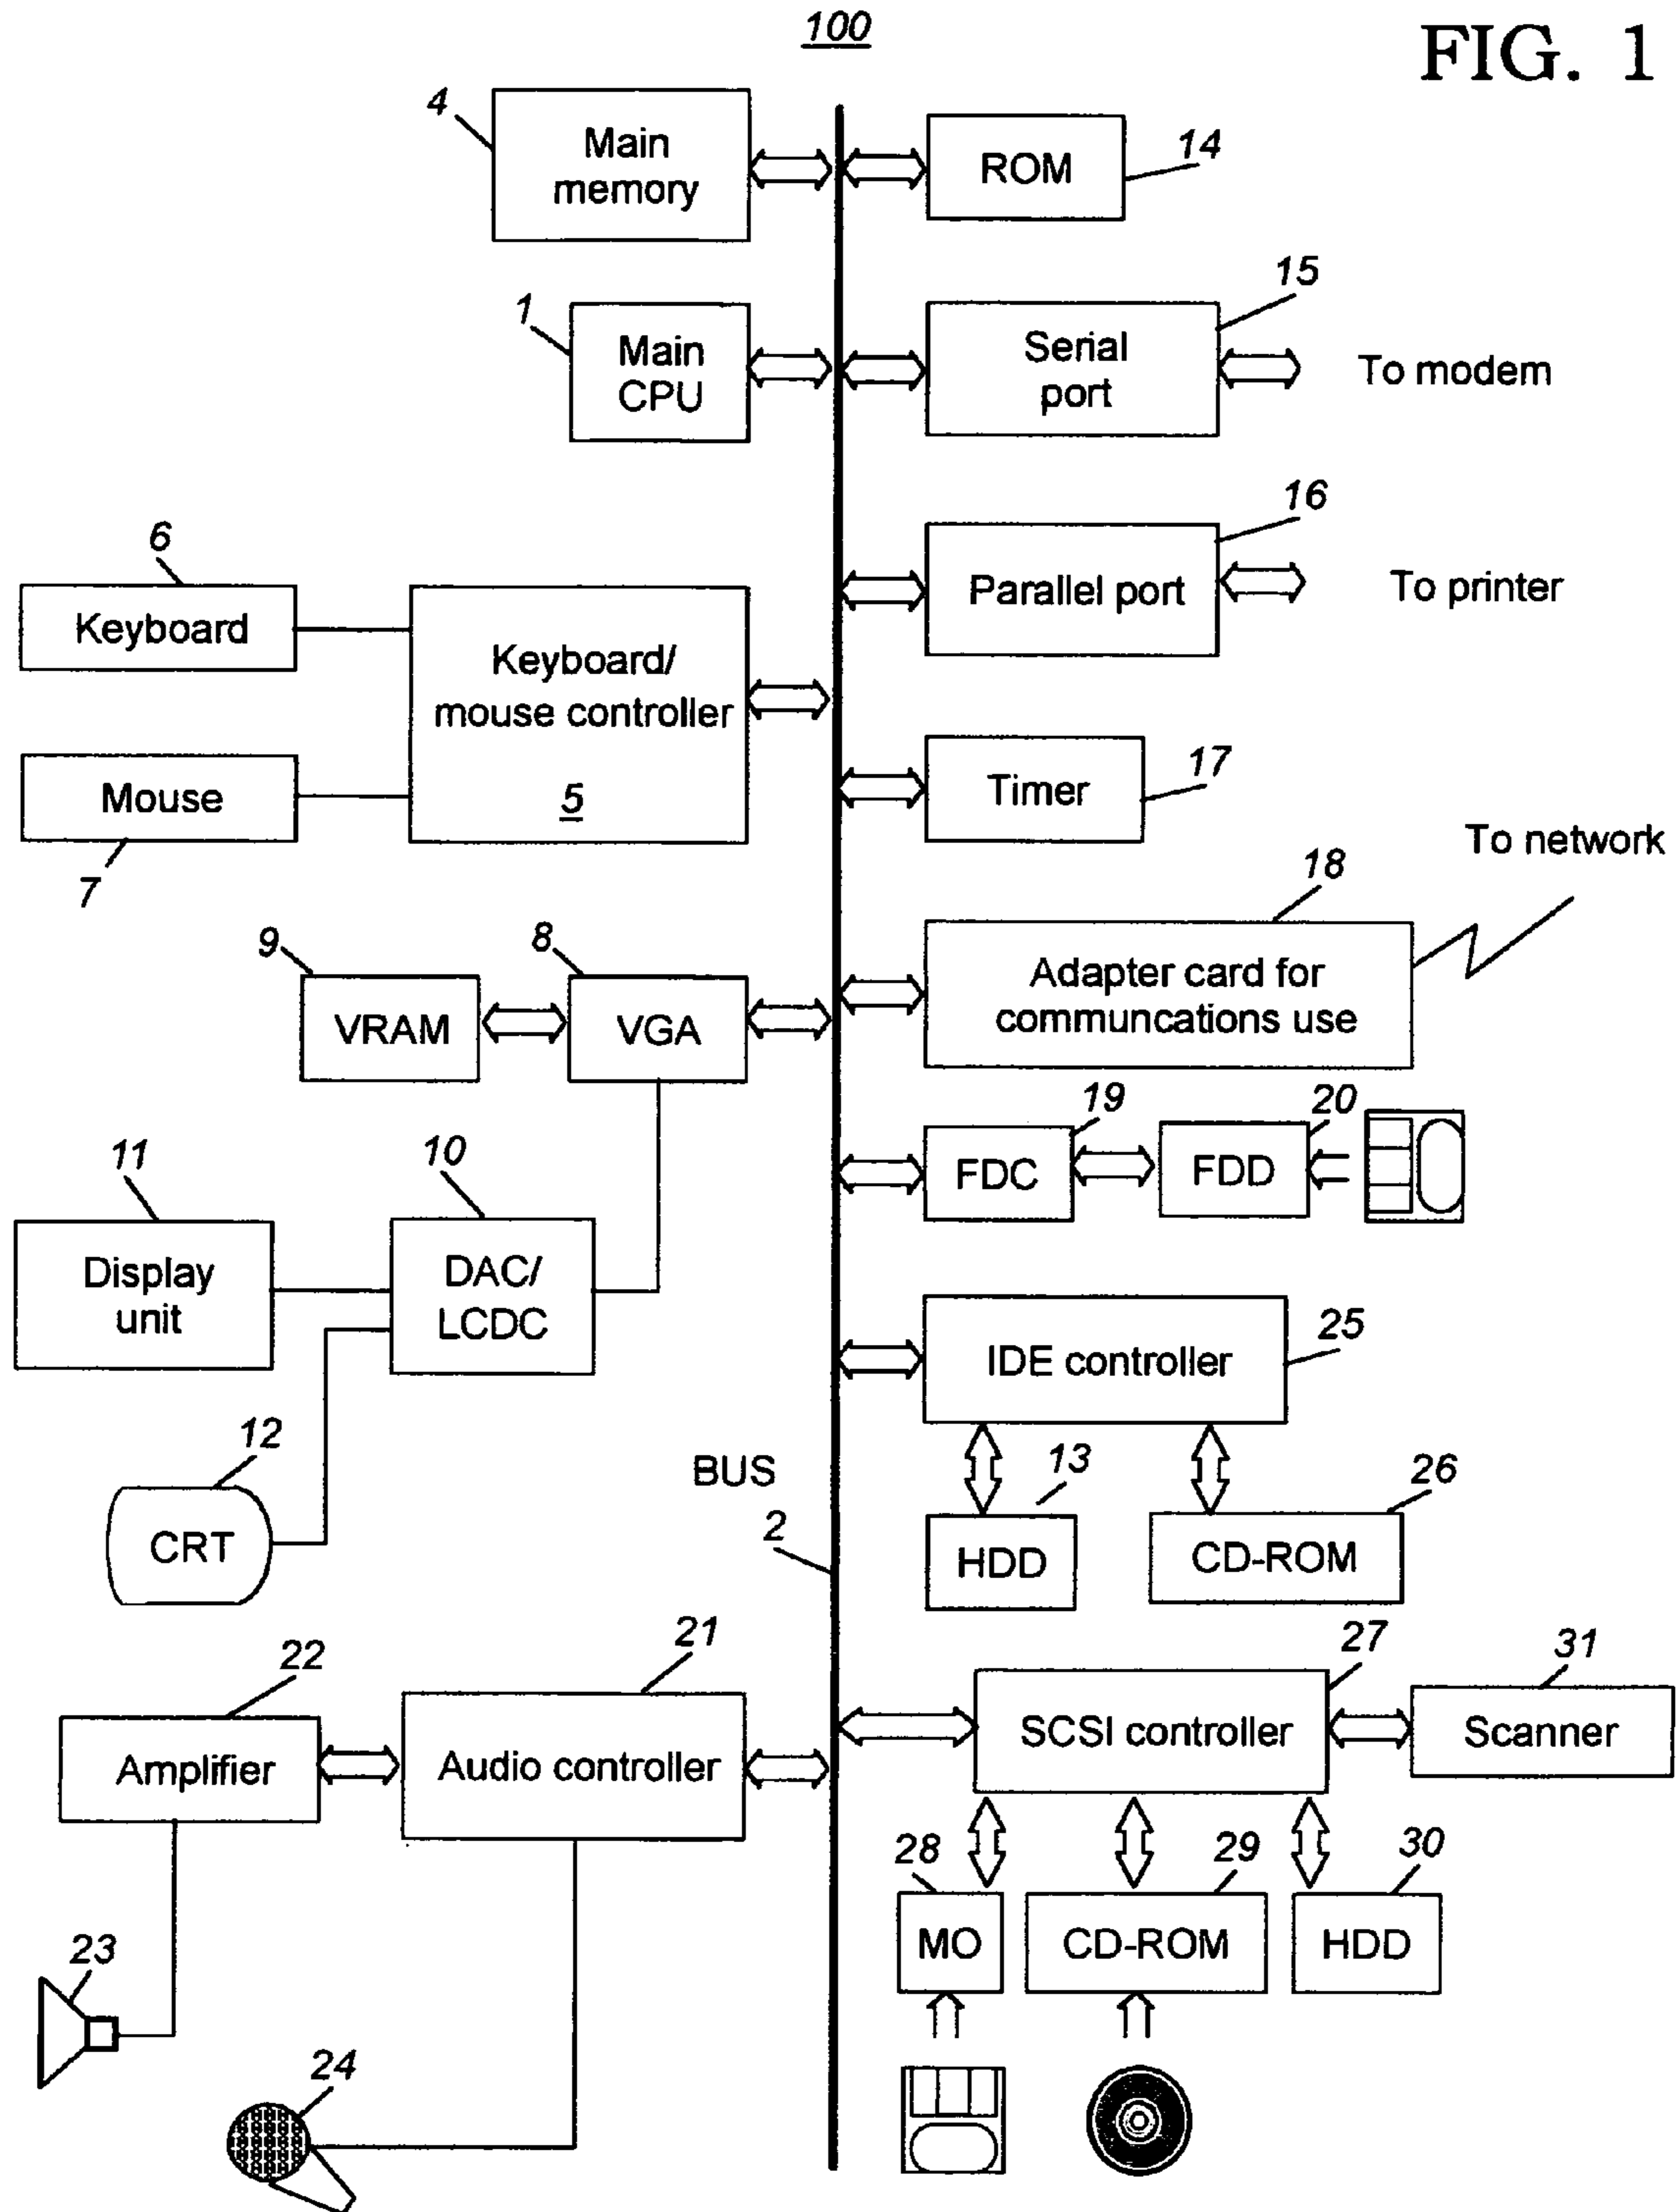 100
FIG. 1
4
Main
memory
ROM
14
1
Main
CPU
15
Serial
port
To modem
16
Parallel port
To printer
6
Keyboard
Keyboard/
mouse controller
5
Mouse
7
Timer
17
To network
18
Adapter card for
communcations use
9
VRAM
8
VGA
19
FDC
20
FDD
11
Display
unit
10
DAC/
LCDC
IDE controller
25
12
CRT
BUS
2
13
HDD
26
CD-ROM
22
Amplifier
21
Audio controller
27
SCSI controller
31
Scanner
28
MO
29
CD-ROM
30
HDD
23
24